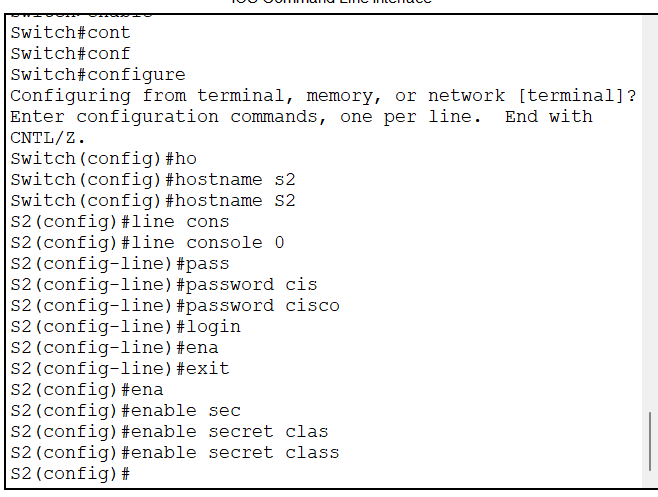 Switch#cont
Switch#conf
Switch#configure
Configuring from terminal, memory, or network [terminal]?
Enter configuration commands, one per line.  End with
CNTL/Z.
Switch(config)#ho
Switch(config)#hostname s2
Switch(config)#hostname S2
S2(config)#line cons
S2(config)#line console 0
S2(config-line)#pass
S2(config-line)#password cis
S2(config-line)#password cisco
S2(config-line)#login
S2(config-line)#ena
S2(config-line)#exit
S2(config)#ena
S2(config)#enable sec
S2(config)#enable secret clas
S2(config)#enable secret class
S2(config)#